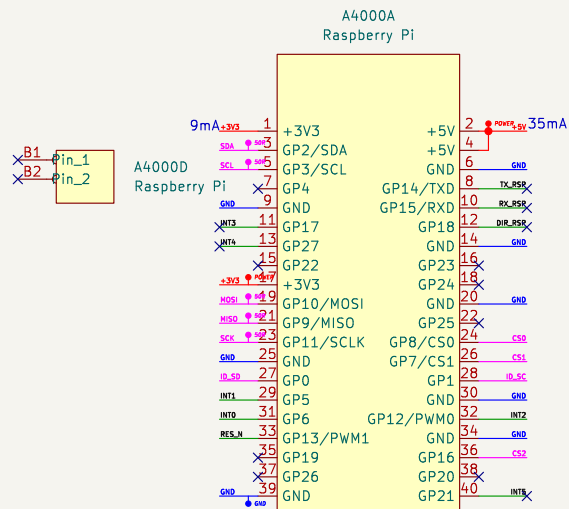 A4000A
Raspberry Pi
9mA +3V3 1 +3V3 +5V 2 POWER +5V 35mA
SDA 3 GP2/SDA +5V 4
SCL 5 GP3/SCL GND 6 GND
7 GP4 GP14/TXD 8 TX_RSR
GND 9 GND GP15/RXD 10 RX_RSR
INT3 11 GP17 GP18 12 DIR_RSR
INT4 13 GP27 GND 14 GND
15 GP22 GP23 16
+3V3 POWER 17 +3V3 GP24 18
MOSI 19 GP10/MOSI GND 20 GND
MISO 21 GP9/MISO GP25 22
SCK 23 GP11/SCLK GP8/CS0 24 CS0
GND 25 GND GP7/CS1 26 CS1
ID_SD 27 GP0 GP1 28 ID_SC
INT1 29 GP5 GND 30 GND
INT0 31 GP6 GP12/PWM0 32 INT2
RES_N 33 GP13/PWM1 GND 34 GND
35 GP19 GP16 36 CS2
37 GP26 GP20 38
GND 39 GND GP21 40 INT5
GND
B1 Pin_1
B2 Pin_2
A4000D
Raspberry Pi